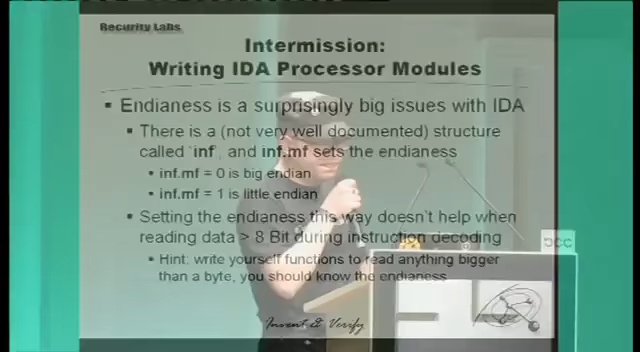 Recurity Labs
Intermission:
Writing IDA Processor Modules
Endianess is a surprisingly big issues with IDA
There is a (not very well documented) structure
called ‘inf’, and inf.mf sets the endianess
inf.mf = 0 is big endian
inf.mf = 1 is little endian
Setting the endianess this way doesn't help when
reading data > 8 Bit during instruction decoding
Hint: write yourself functions to read anything bigger
than a byte, you should know the endianess
Invent & Verify